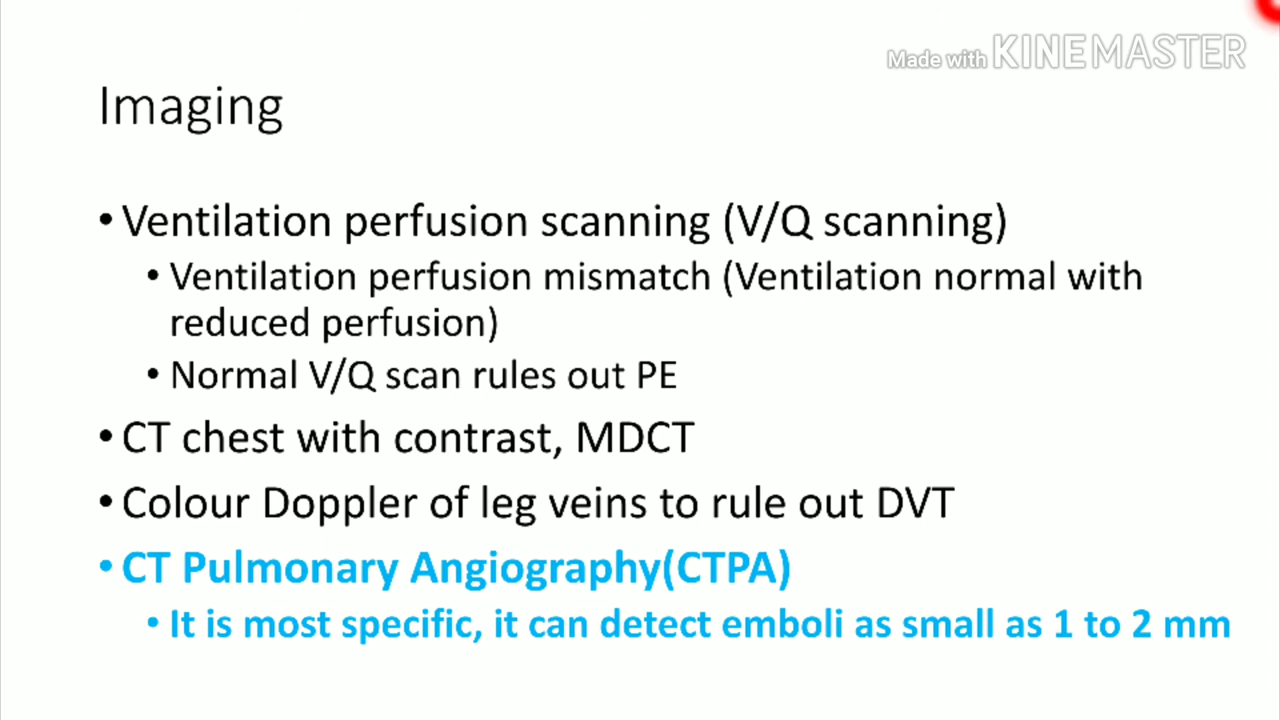 Made with KINEMASTER
Imaging
• Ventilation perfusion scanning (V/Q scanning)
• Ventilation perfusion mismatch (Ventilation normal with
reduced perfusion)
• Normal V/Q scan rules out PE
• CT chest with contrast, MDCT
• Colour Doppler of leg veins to rule out DVT
• CT Pulmonary Angiography(CTPA)
• It is most specific, it can detect emboli as small as 1 to 2 mm